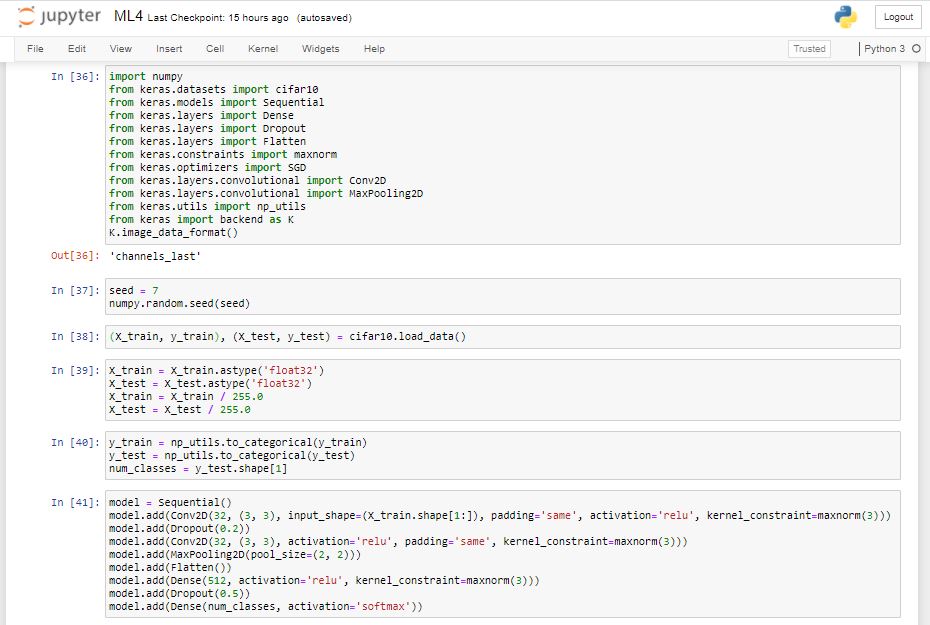 jupyter ML4 Last Checkpoint: 15 hours ago (autosaved) Logout
File Edit View Insert Cell Kernel Widgets Help Trusted Python 3
In [36]: import numpy
from keras.datasets import cifar10
from keras.models import Sequential
from keras.layers import Dense
from keras.layers import Dropout
from keras.layers import Flatten
from keras.constraints import maxnorm
from keras.optimizers import SGD
from keras.layers.convolutional import Conv2D
from keras.layers.convolutional import MaxPooling2D
from keras.utils import np_utils
from keras import backend as K
K.image_data_format()
Out[36]: 'channels_last'
In [37]: seed = 7
numpy.random.seed(seed)
In [38]: (X_train, y_train), (X_test, y_test) = cifar10.load_data()
In [39]: X_train = X_train.astype('float32')
X_test = X_test.astype('float32')
X_train = X_train / 255.0
X_test = X_test / 255.0
In [40]: y_train = np_utils.to_categorical(y_train)
y_test = np_utils.to_categorical(y_test)
num_classes = y_test.shape[1]
In [41]: model = Sequential()
model.add(Conv2D(32, (3, 3), input_shape=(X_train.shape[1:]), padding='same', activation='relu', kernel_constraint=maxnorm(3)))
model.add(Dropout(0.2))
model.add(Conv2D(32, (3, 3), activation='relu', padding='same', kernel_constraint=maxnorm(3)))
model.add(MaxPooling2D(pool_size=(2, 2)))
model.add(Flatten())
model.add(Dense(512, activation='relu', kernel_constraint=maxnorm(3)))
model.add(Dropout(0.5))
model.add(Dense(num_classes, activation='softmax'))